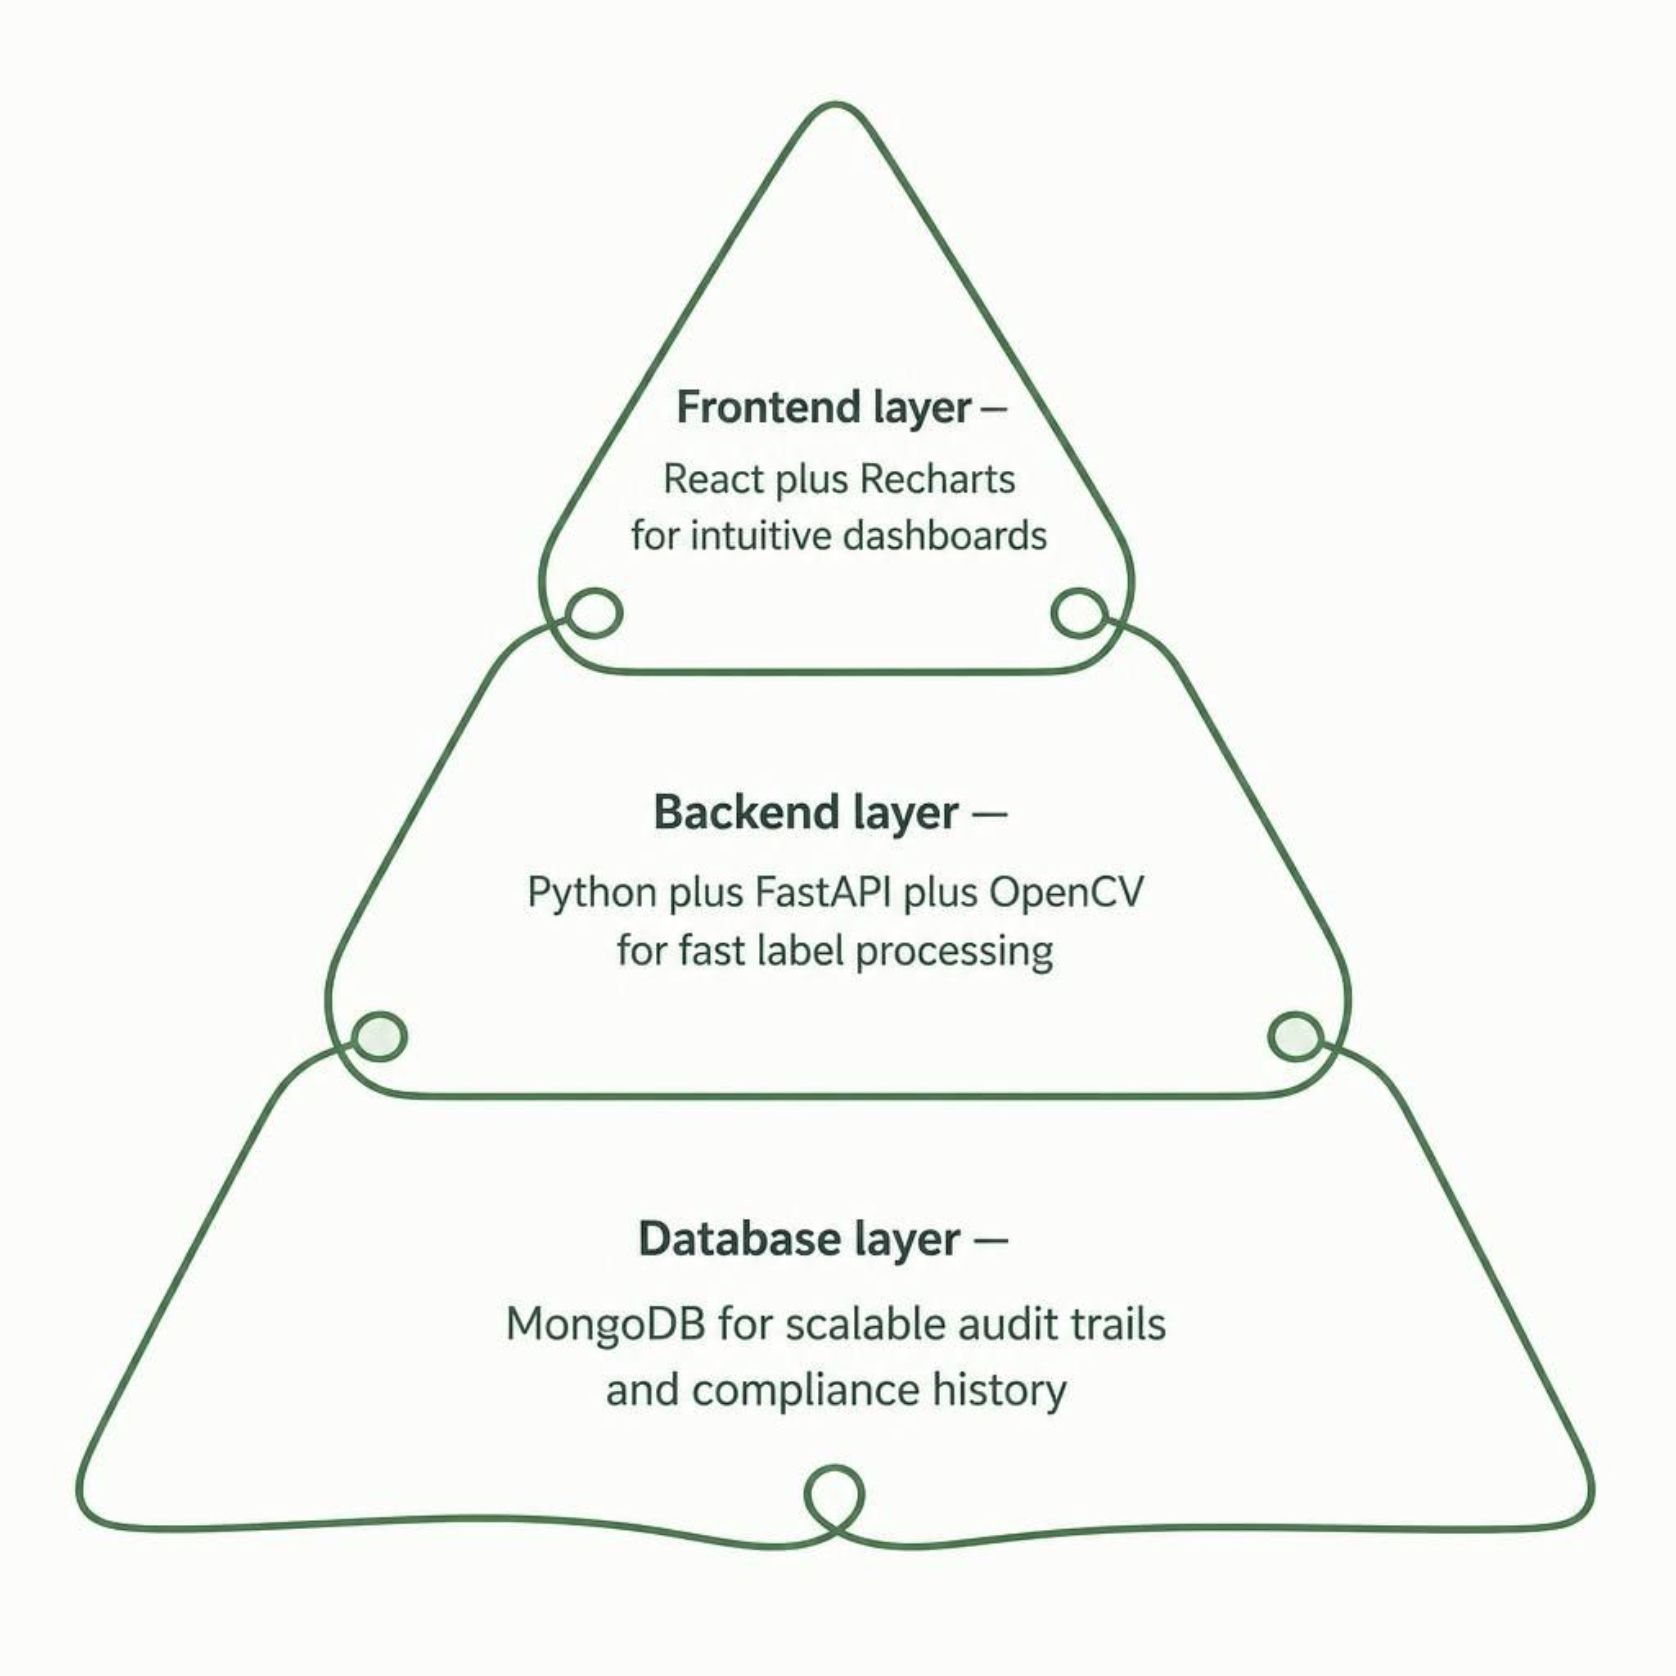 Frontend layer –
React plus Recharts
for intuitive dashboards
Backend layer —
Python plus FastAPI plus OpenCV
for fast label processing
Database layer —
MongoDB for scalable audit trails
and compliance history